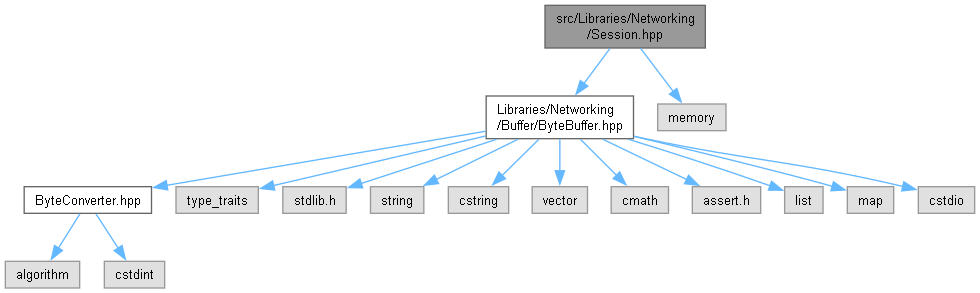 src/Libraries/Networking
/Session.hpp
Libraries/Networking
/Buffer/ByteBuffer.hpp
memory
ByteConverter.hpp
type_traits
stdlib.h
string
cstring
vector
cmath
assert.h
list
map
cstdio
algorithm
cstdint